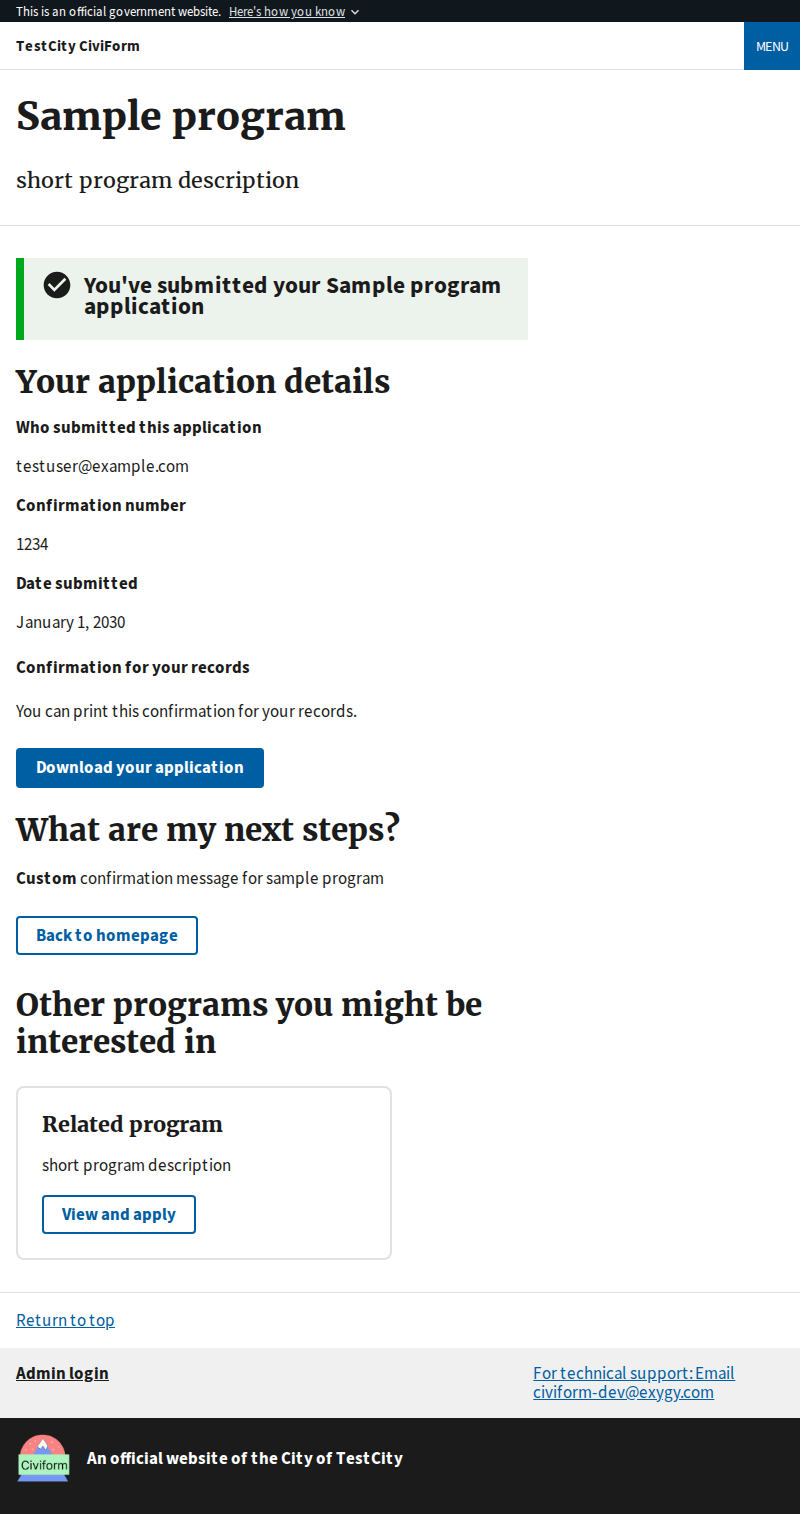 This is an official government website. Here's how you know
TestCity CiviForm
MENU
Sample program
short program description
You've submitted your Sample program
application
Your application details
Who submitted this application
testuser@example.com
Confirmation number
1234
Date submitted
January 1, 2030
Confirmation for your records
You can print this confirmation for your records.
Download your application
What are my next steps?
Custom confirmation message for sample program
Back to homepage
Other programs you might be
interested in
Related program
short program description
View and apply
Return to top
Admin login
For technical support: Email
civiform-dev@exygy.com
Civiform
An official website of the City of TestCity